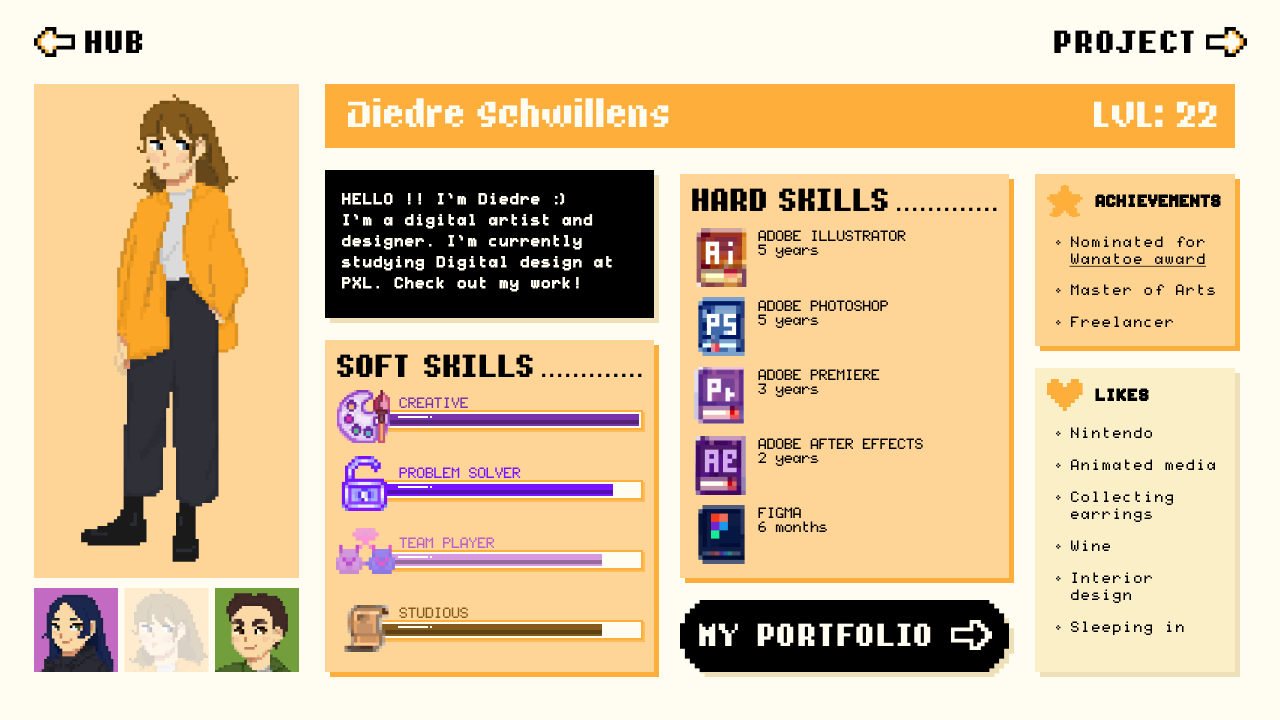 HUB
PROJECT
Diedre Schwillens
LVL: 22
HELLO !! I'm Diedre :)
I'm a digital artist and
designer. I'm currently
studying Digital design at
PXL. Check out my work!
SOFT SKILLS .............
CREATIVE
PROBLEM SOLVER
TEAM PLAYER
STUDIOUS
HARD SKILLS .............
Ai
ADOBE ILLUSTRATOR
5 years
PS
ADOBE PHOTOSHOP
5 years
Pr
ADOBE PREMIERE
3 years
AE
ADOBE AFTER EFFECTS
2 years
FIGMA
6 months
MY PORTFOLIO
ACHIEVEMENTS
Nominated for
Wanatoe award
Master of Arts
Freelancer
LIKES
Nintendo
Animated media
Collecting
earrings
Wine
Interior
design
Sleeping in